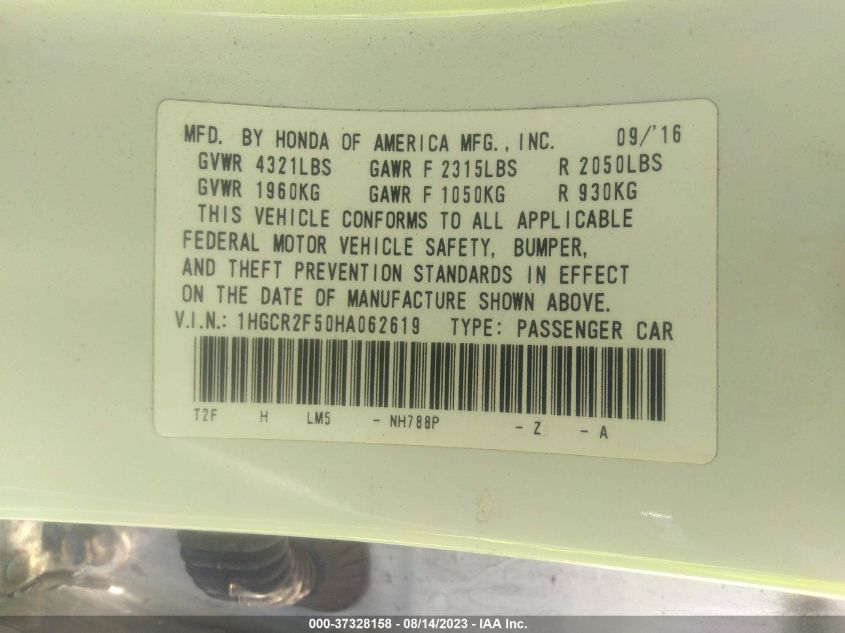 MFD. BY HONDA OF AMERICA MFG., INC. 09/'16
GVWR 4321LBS GAWR F 2315LBS R 2050LBS
GVWR 1960KG GAWR F 1050KG R 930KG
THIS VEHICLE CONFORMS TO ALL APPLICABLE
FEDERAL MOTOR VEHICLE SAFETY, BUMPER,
AND THEFT PREVENTION STANDARDS IN EFFECT
ON THE DATE OF MANUFACTURE SHOWN ABOVE.
V.I.N.: 1HGCR2F50HA062619 TYPE: PASSENGER CAR
T2F H LM5 - NH788P - Z - A
000-37328158 - 08/14/2023 - IAA Inc.